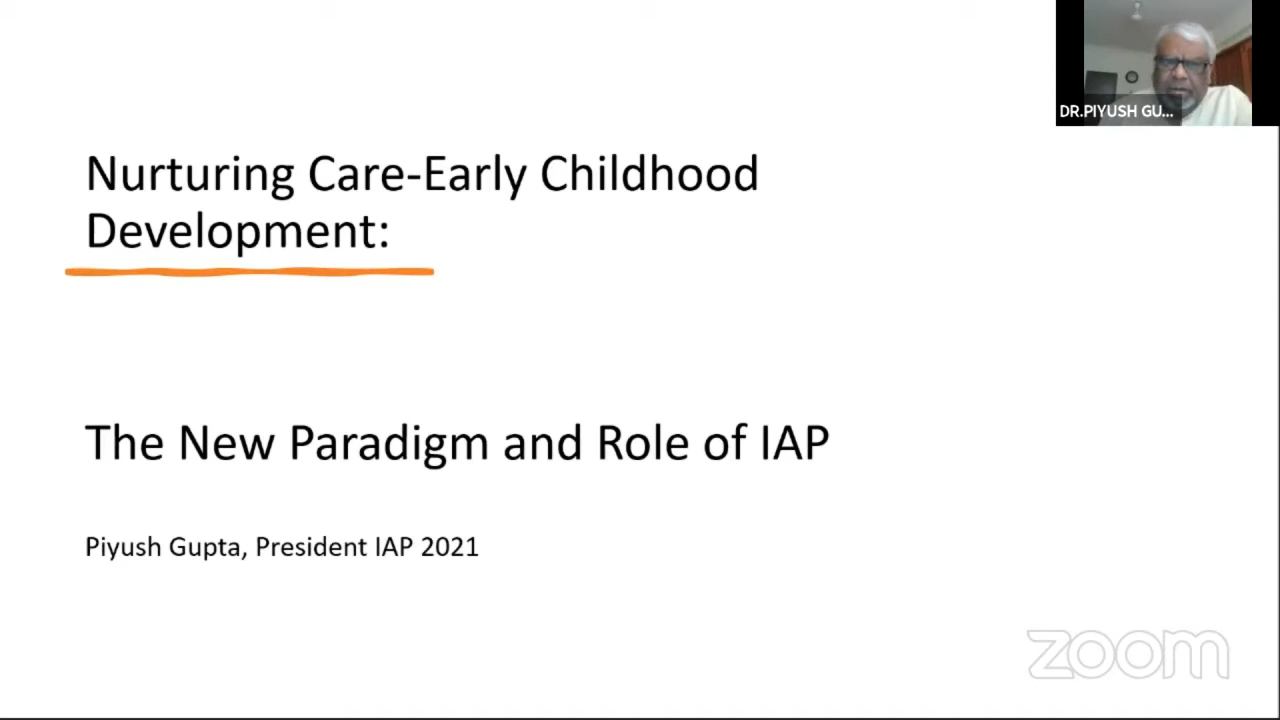 DR.PIYUSH GU...
Nurturing Care-Early Childhood
Development:
The New Paradigm and Role of IAP
Piyush Gupta, President IAP 2021
zoom